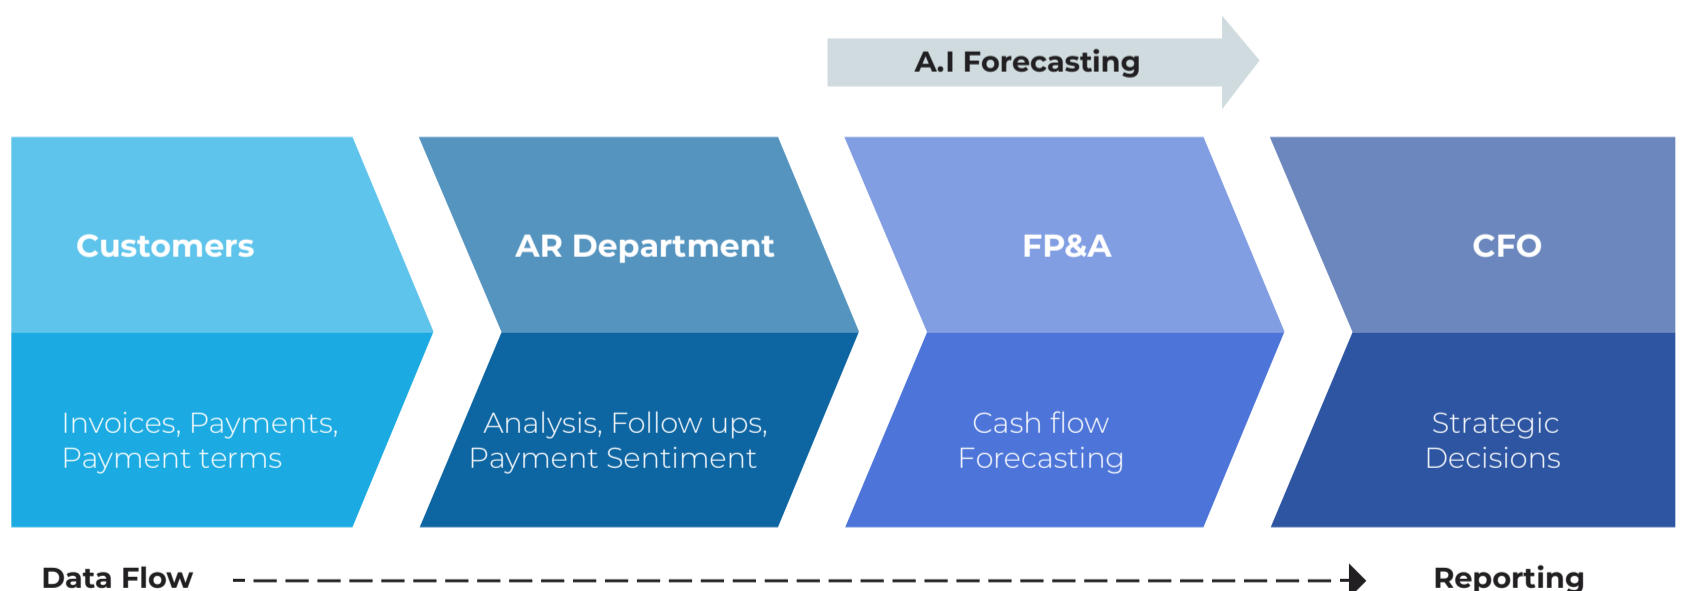 A.I Forecasting
Customers
AR Department
FP&A
CFO
Invoices, Payments,
Payment terms
Analysis, Follow ups,
Payment Sentiment
Cash flow
Forecasting
Strategic
Decisions
Data Flow
Reporting